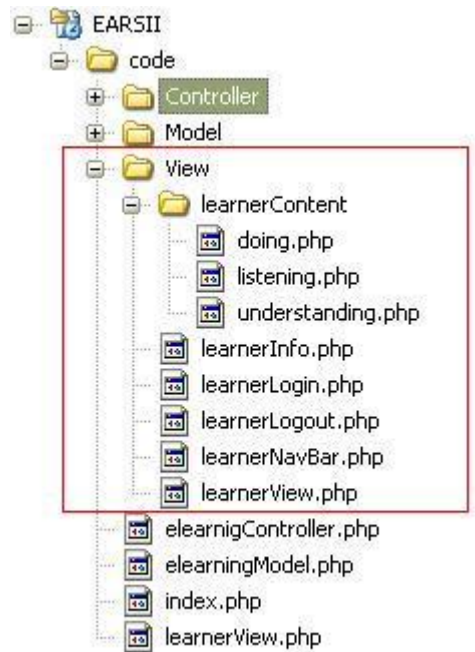 EARSII
code
Controller
Model
View
learnerContent
doing.php
listening.php
understanding.php
learnerInfo.php
learnerLogin.php
learnerLogout.php
learnerNavBar.php
learnerView.php
elearnigController.php
elearningModel.php
index.php
learnerView.php